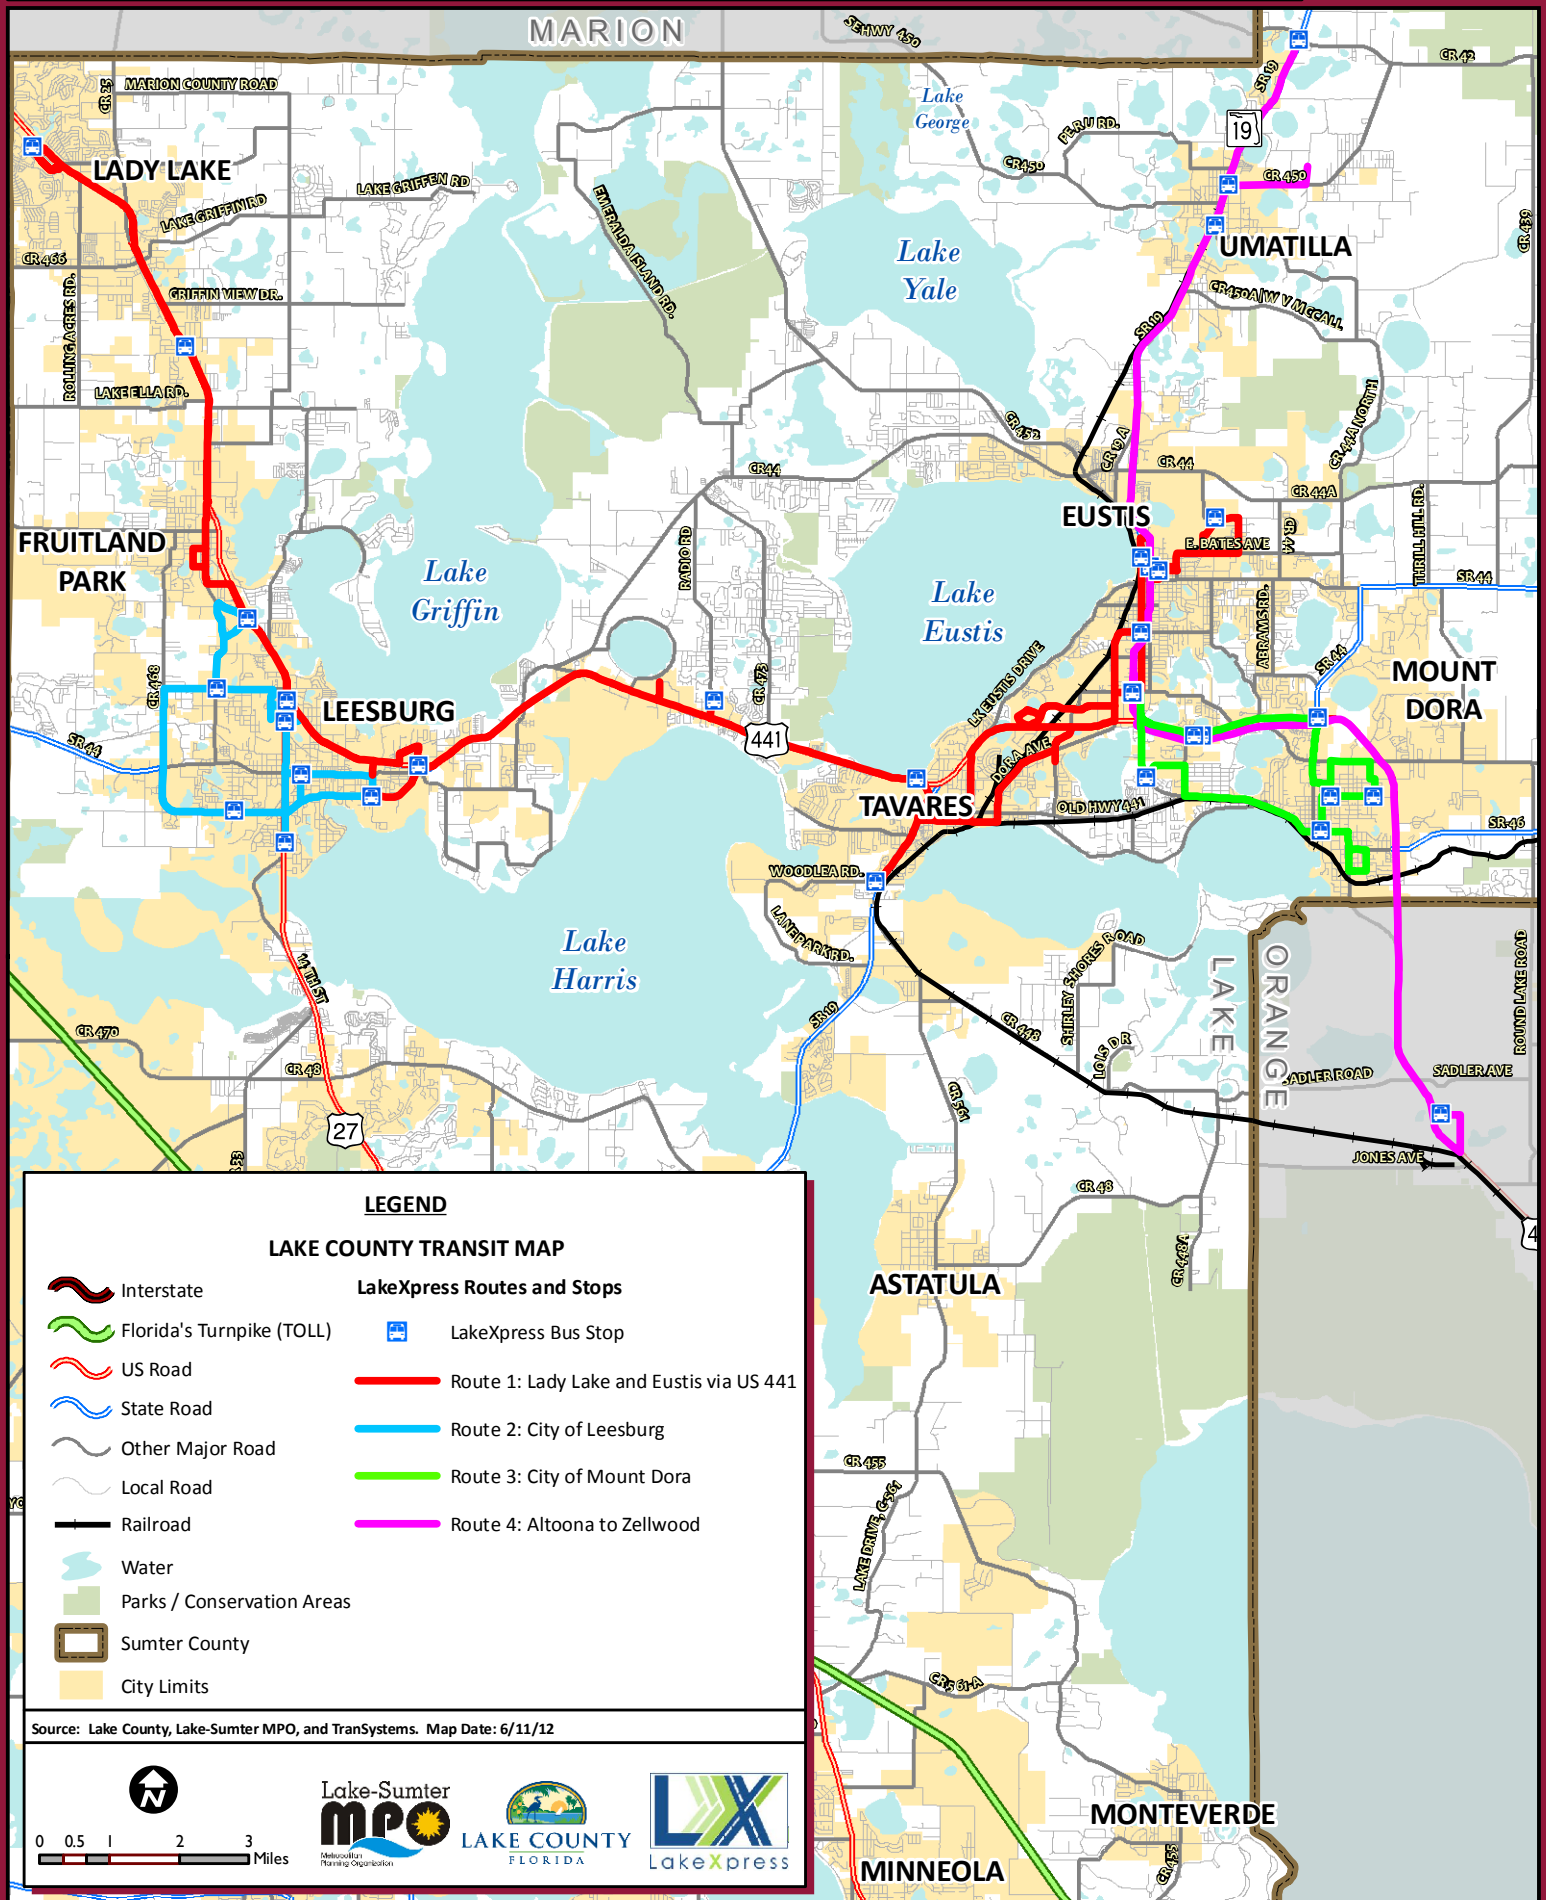 MARION
SEHWY 450
CR 42
SR 19
CR 25
MARION COUNTY ROAD
Lake
George
PERU RD.
19
LADY LAKE
CR450
CR 450
LAKE GRIFFEN RD
LAKE GRIFFIN RD
EMERALDA ISLAND RD.
CR 439
Lake
Yale
UMATILLA
CR 466
ROLLING ACRES RD.
GRIFFIN VIEW DR.
CR450A|W V MCCALL
SR 19
LAKE ELLA RD.
CR 44A NORTH
CR 452
CR 19 A
CR44
CR 44
CR 44A
THRILL HILL RD.
EUSTIS
E. BATES AVE
CR 44
FRUITLAND
PARK
RADIO RD
Lake
Griffin
Lake
Eustis
SR 44
ABRAMS RD.
SR 44
MOUNT
DORA
CR 468
CR 473
LK EUSTIS DRIVE
LEESBURG
SR 44
441
DORA AVE
TAVARES
OLD HWY 441
SR-46
WOODLEA RD.
LANE PARK RD.
Lake
Harris
SHIRLEY SHORES ROAD
LAKE
ORANGE
ROUND LAKE ROAD
14TH ST
SR 19
CR 470
CR 448
LOLS DR
CR 48
SADLER ROAD
SADLER AVE
CR 561
27
33
JONES AVE
CR 48
4
CR 448A
ASTATULA
CR 455
LAKE DRIVE, C-561
CR561-A
MONTEVERDE
CR 455
MINNEOLA
LEGEND
LAKE COUNTY TRANSIT MAP
Interstate
Florida's Turnpike (TOLL)
US Road
State Road
Other Major Road
Local Road
Railroad
Water
Parks / Conservation Areas
Sumter County
City Limits
LakeXpress Routes and Stops
LakeXpress Bus Stop
Route 1: Lady Lake and Eustis via US 441
Route 2: City of Leesburg
Route 3: City of Mount Dora
Route 4: Altoona to Zellwood
Source: Lake County, Lake-Sumter MPO, and TranSystems. Map Date: 6/11/12
N
0 0.5 1 2 3
Miles
Lake-Sumter
MPO
Metropolitan
Planning Organization
LAKE COUNTY
FLORIDA
LX
LakeXpress